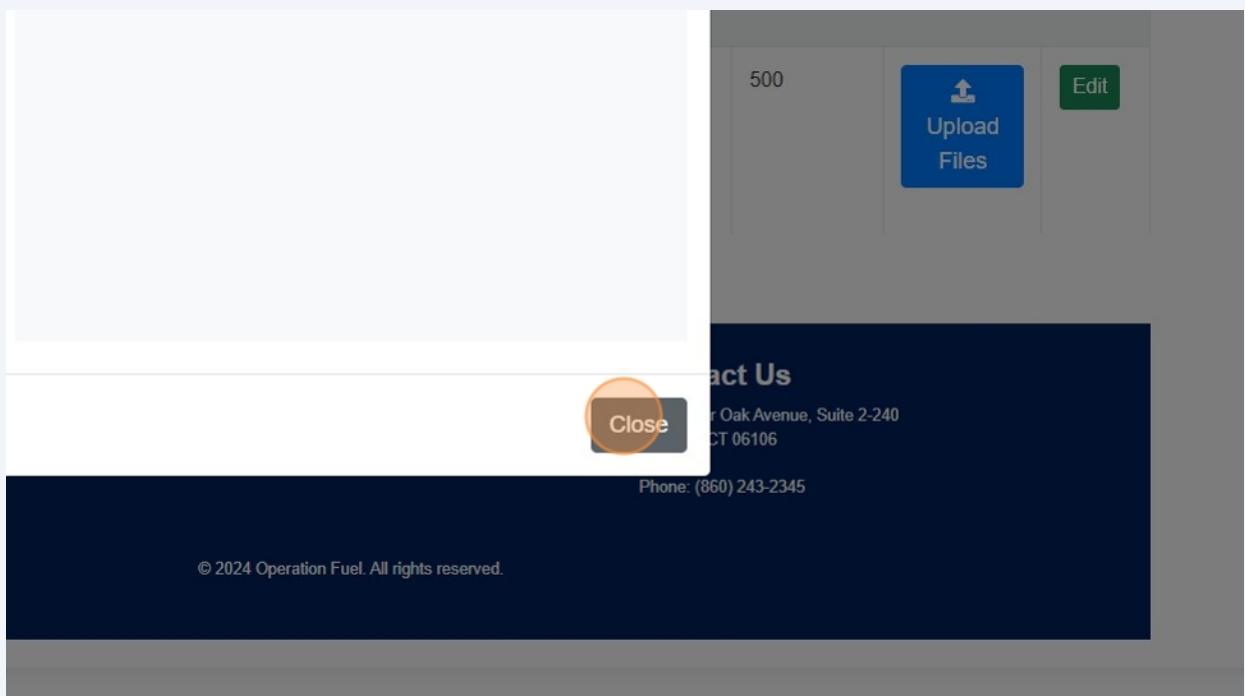 500
Upload
Files
Edit
act Us
r Oak Avenue, Suite 2-240
CT 06106
Close
Phone: (860) 243-2345
© 2024 Operation Fuel. All rights reserved.